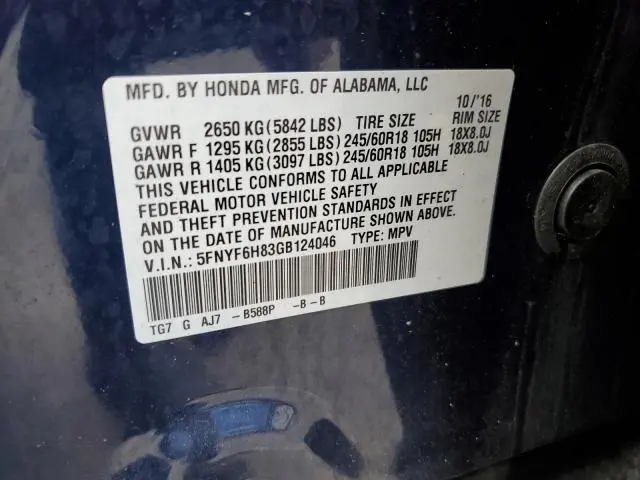 MFD. BY HONDA MFG. OF ALABAMA, LLC
10/'16
GVWR 2650 KG(5842 LBS) TIRE SIZE RIM SIZE
GAWR F 1295 KG(2855 LBS) 245/60R18 105H 18X8.0J
GAWR R 1405 KG(3097 LBS) 245/60R18 105H 18X8.0J
THIS VEHICLE CONFORMS TO ALL APPLICABLE
FEDERAL MOTOR VEHICLE SAFETY
AND THEFT PREVENTION STANDARDS IN EFFECT
ON THE DATE OF MANUFACTURE SHOWN ABOVE.
V.I.N.: 5FNYF6H83GB124046 TYPE: MPV
TG7 G AJ7 -B588P -B-B